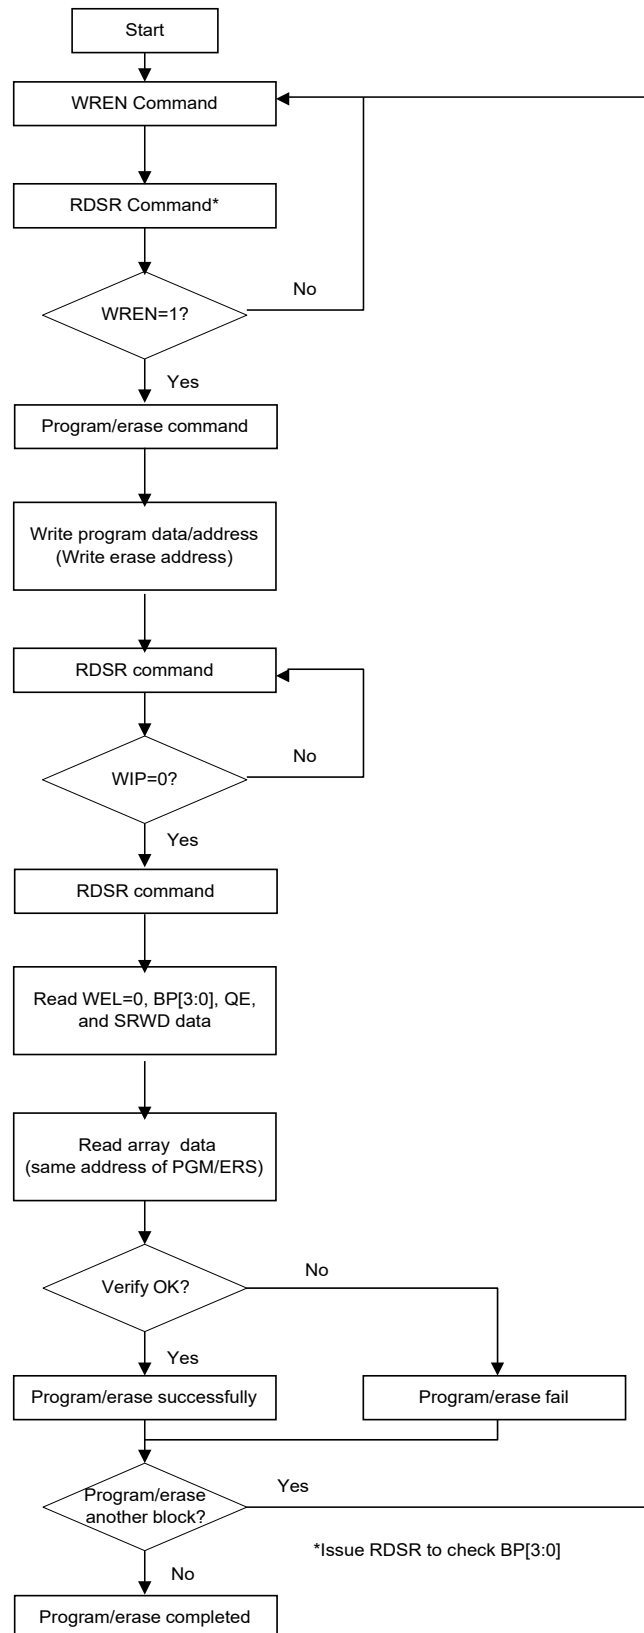 Start
WREN Command
RDSR Command*
WREN=1?
No
Yes
Program/erase command
Write program data/address
(Write erase address)
RDSR command
WIP=0?
No
Yes
RDSR command
Read WEL=0, BP[3:0], QE,
and SRWD data
Read array data
(same address of PGM/ERS)
Verify OK?
No
Yes
Program/erase successfully
Program/erase fail
Program/erase
another block?
Yes
*Issue RDSR to check BP[3:0]
No
Program/erase completed